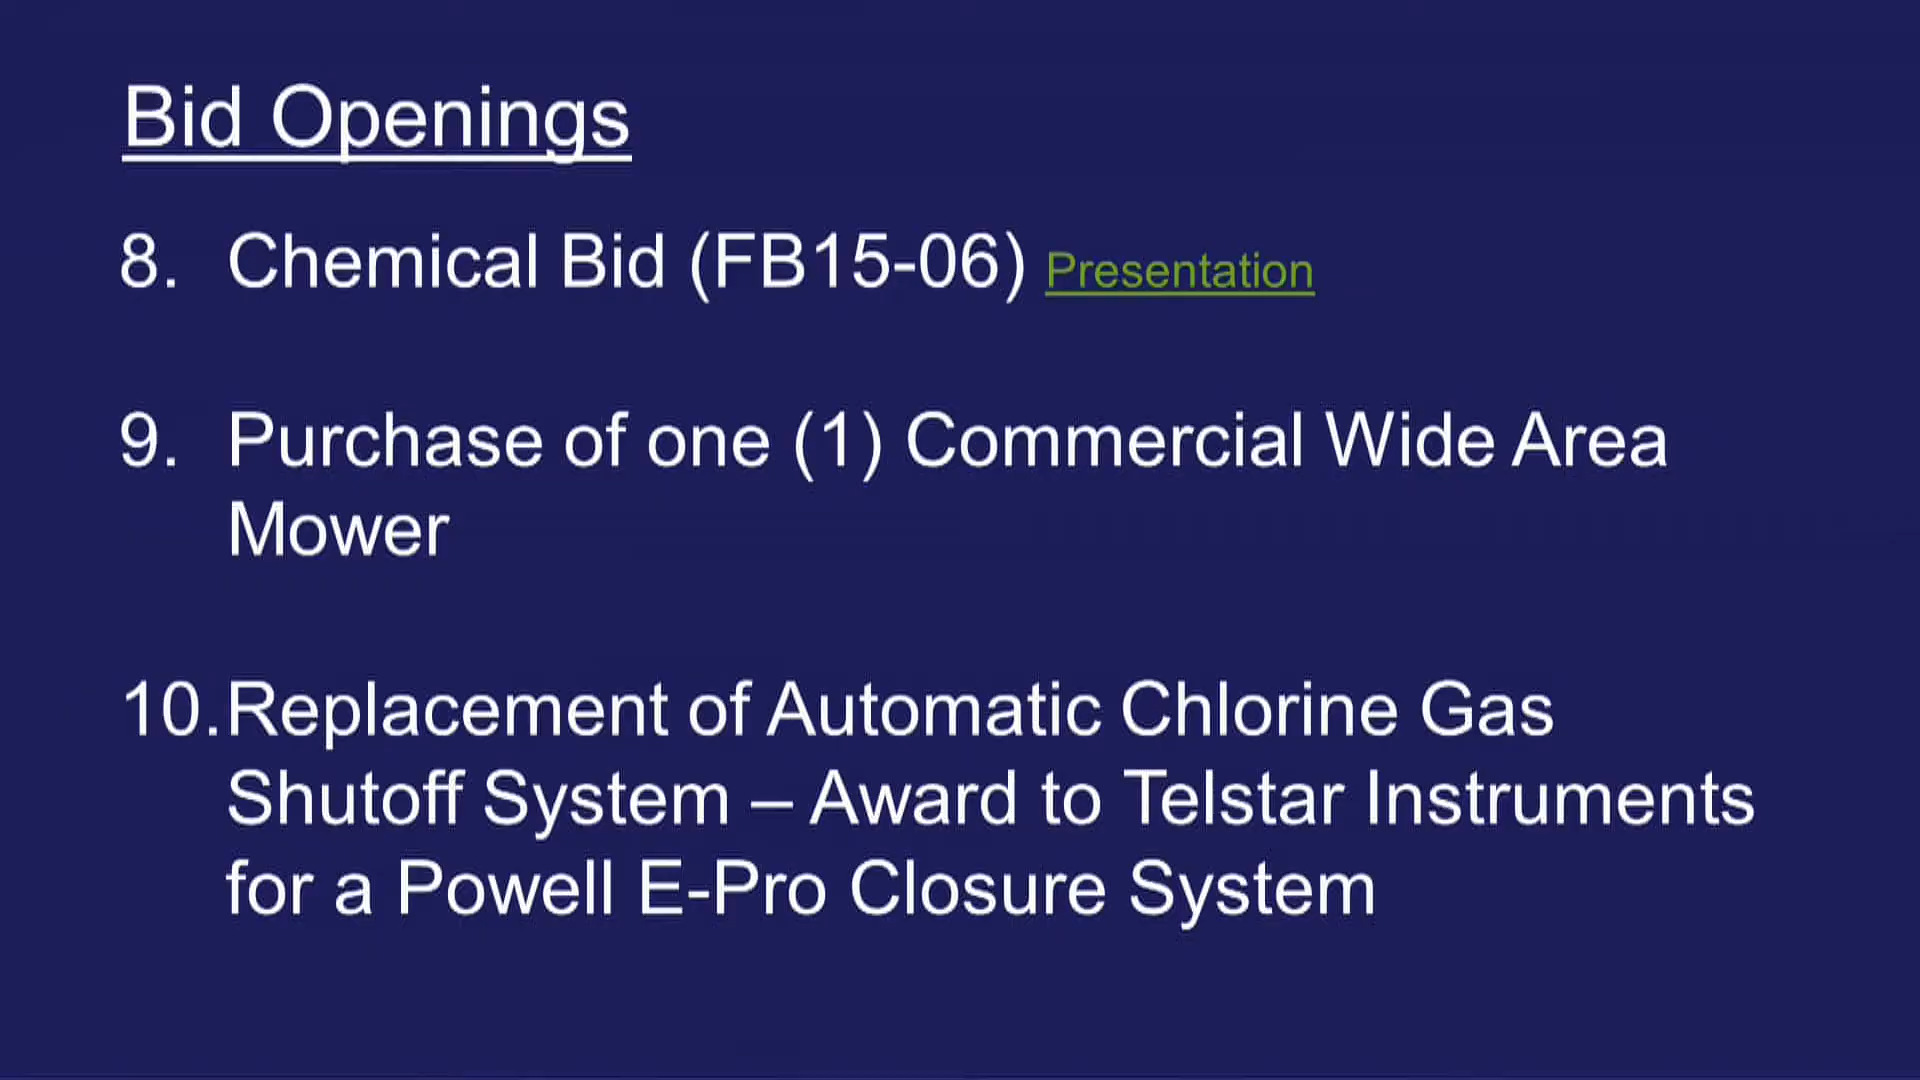 Bid Openings
8. Chemical Bid (FB15-06) Presentation
9. Purchase of one (1) Commercial Wide Area
Mower
10. Replacement of Automatic Chlorine Gas
Shutoff System – Award to Telstar Instruments
for a Powell E-Pro Closure System